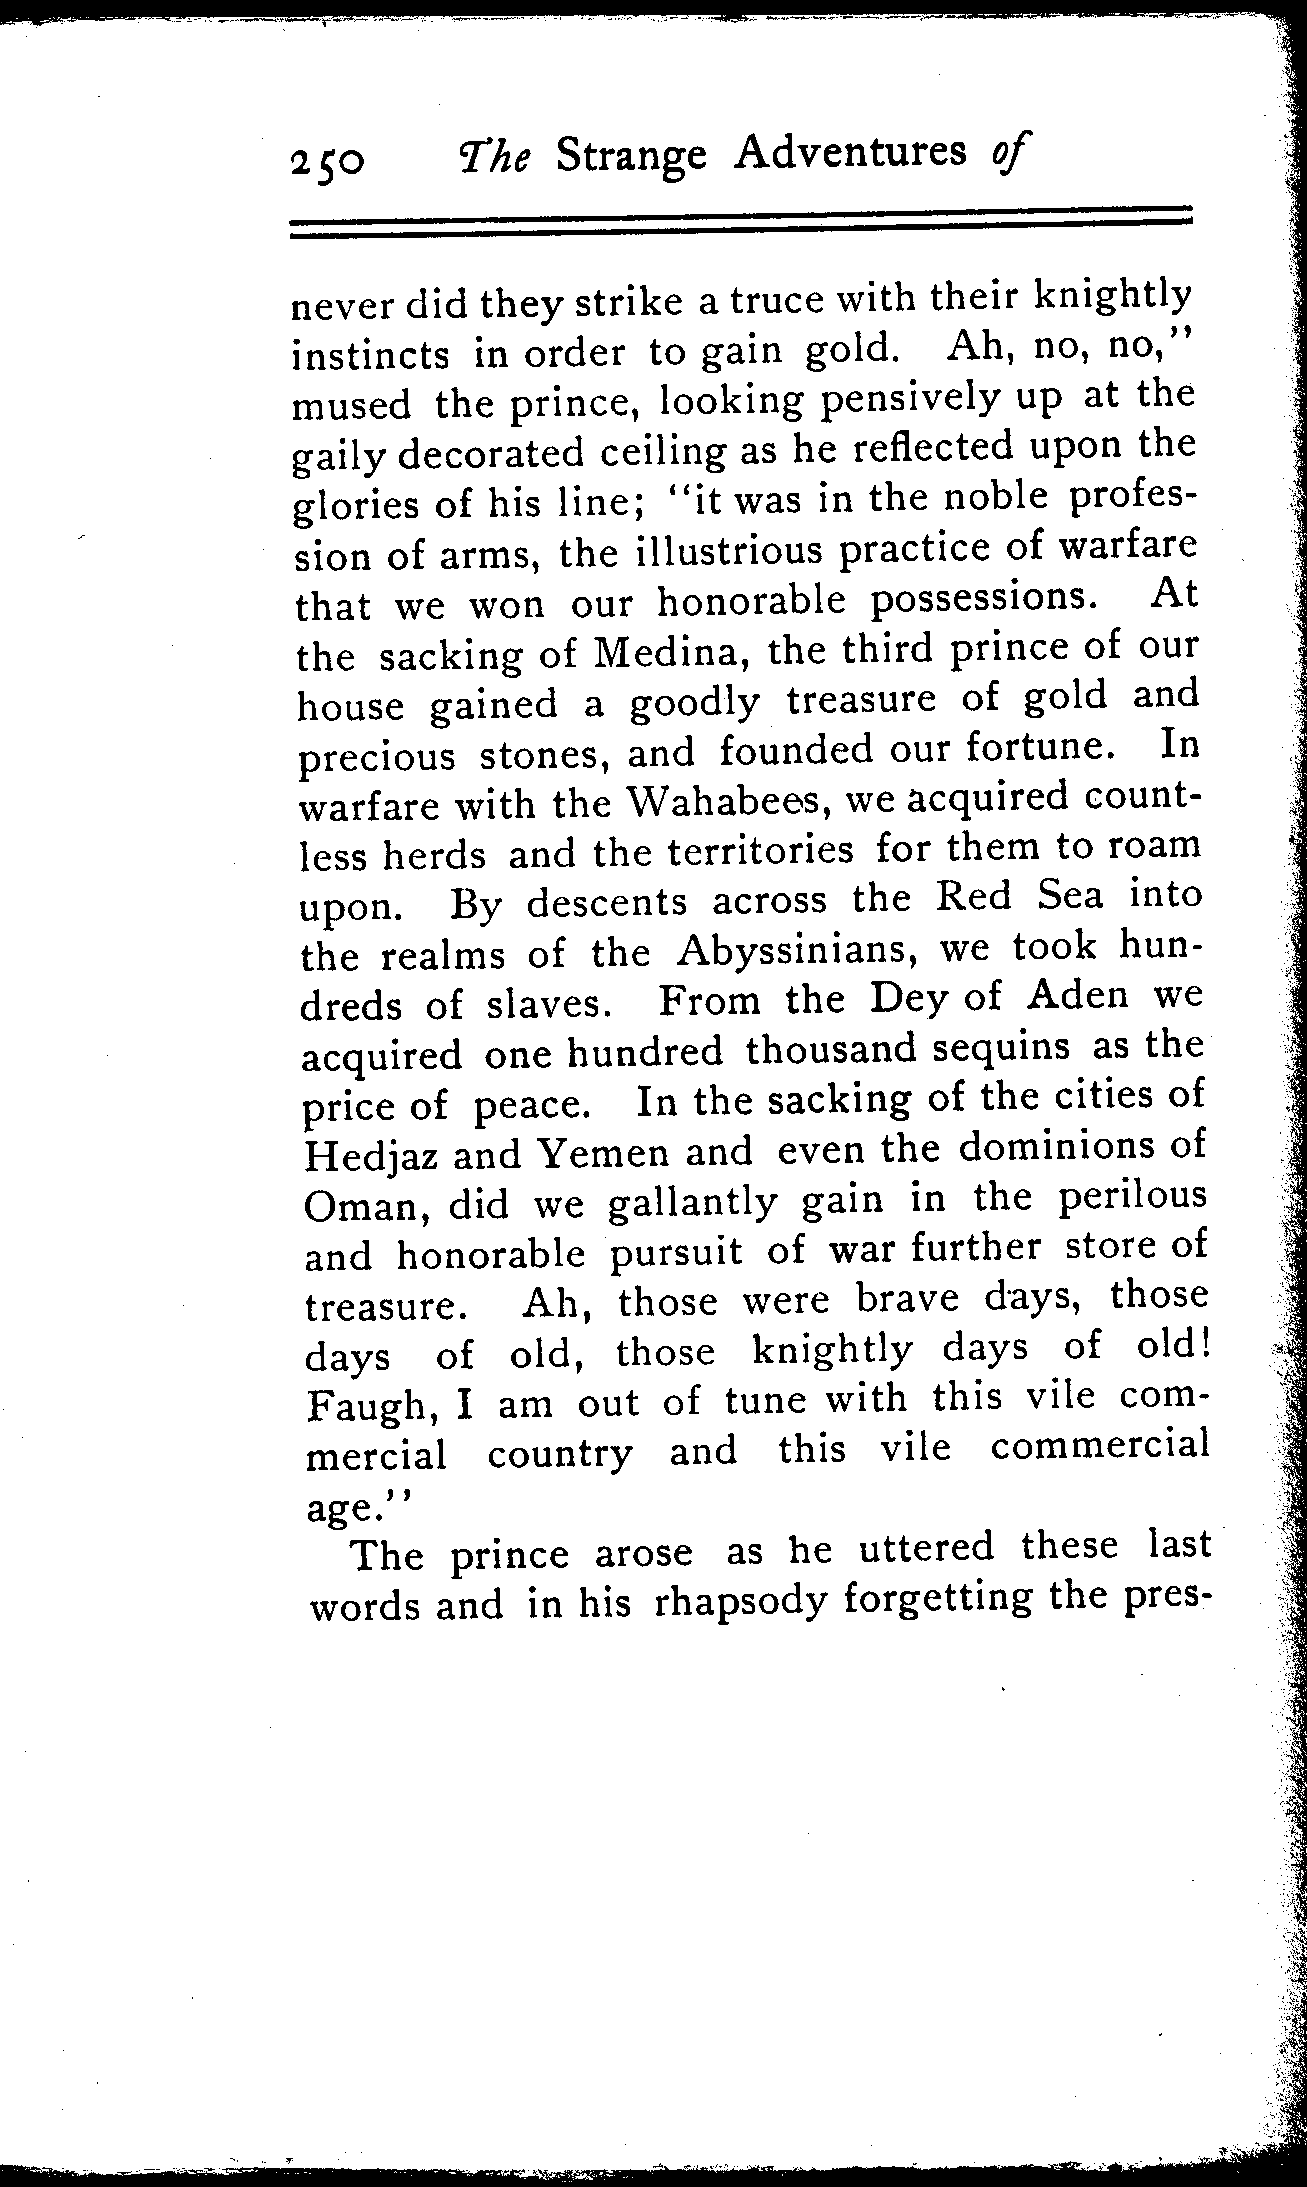 250 The Strange Adventures of
never did they strike a truce with their knightly
instincts in order to gain gold. Ah, no, no,"
mused the prince, looking pensively up at the
gaily decorated ceiling as he reflected upon the
glories of his line; "it was in the noble profes-
sion of arms, the illustrious practice of warfare
that we won our honorable possessions. At
the sacking of Medina, the third prince of our
house gained a goodly treasure of gold and
precious stones, and founded our fortune. In
warfare with the Wahabees, we acquired count-
less herds and the territories for them to roam
upon. By descents across the Red Sea into
the realms of the Abyssinians, we took hun-
dreds of slaves. From the Dey of Aden we
acquired one hundred thousand sequins as the
price of peace. In the sacking of the cities of
Hedjaz and Yemen and even the dominions of
Oman, did we gallantly gain in the perilous
and honorable pursuit of war further store of
treasure. Ah, those were brave days, those
days of old, those knightly days of old!
Faugh, I am out of tune with this vile com-
mercial country and this vile commercial
age."
The prince arose as he uttered these last
words and in his rhapsody forgetting the pres-